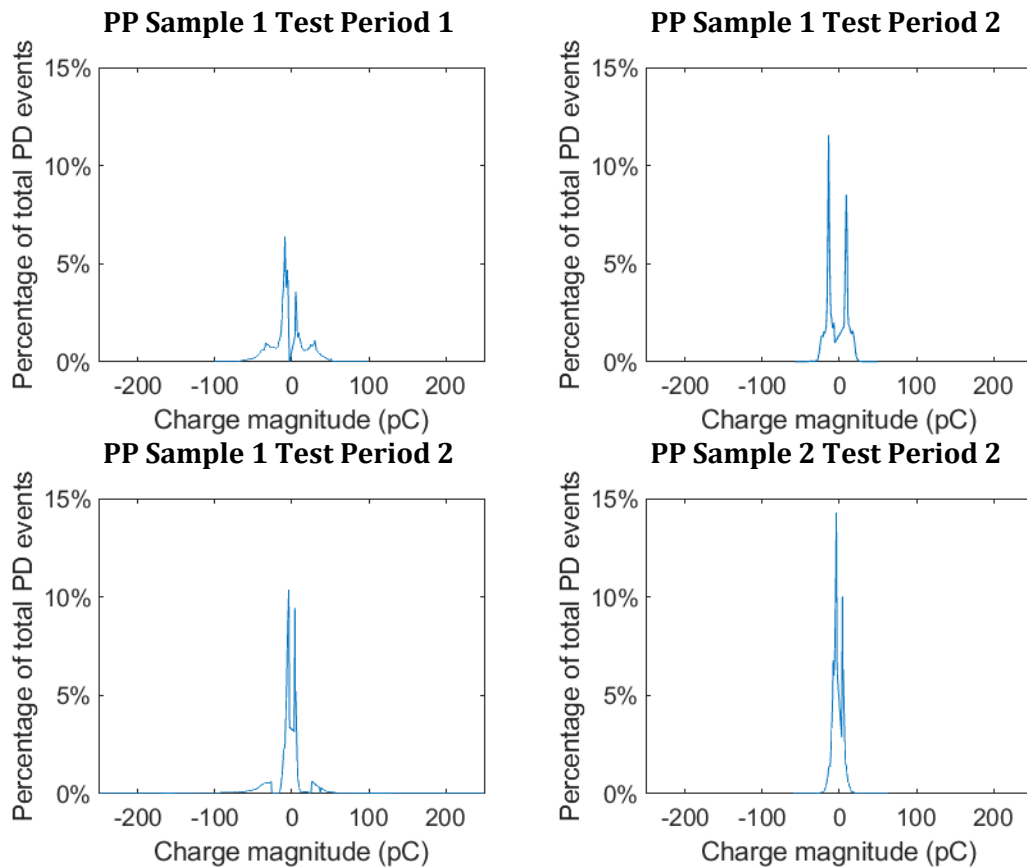 PP Sample 1 Test Period 1
15%
10%
5%
0%
Percentage of total PD events
-200 -100 0 100 200
Charge magnitude (pC)
PP Sample 1 Test Period 2
15%
10%
5%
0%
Percentage of total PD events
-200 -100 0 100 200
Charge magnitude (pC)
PP Sample 1 Test Period 2
15%
10%
5%
0%
Percentage of total PD events
-200 -100 0 100 200
Charge magnitude (pC)
PP Sample 2 Test Period 2
15%
10%
5%
0%
Percentage of total PD events
-200 -100 0 100 200
Charge magnitude (pC)